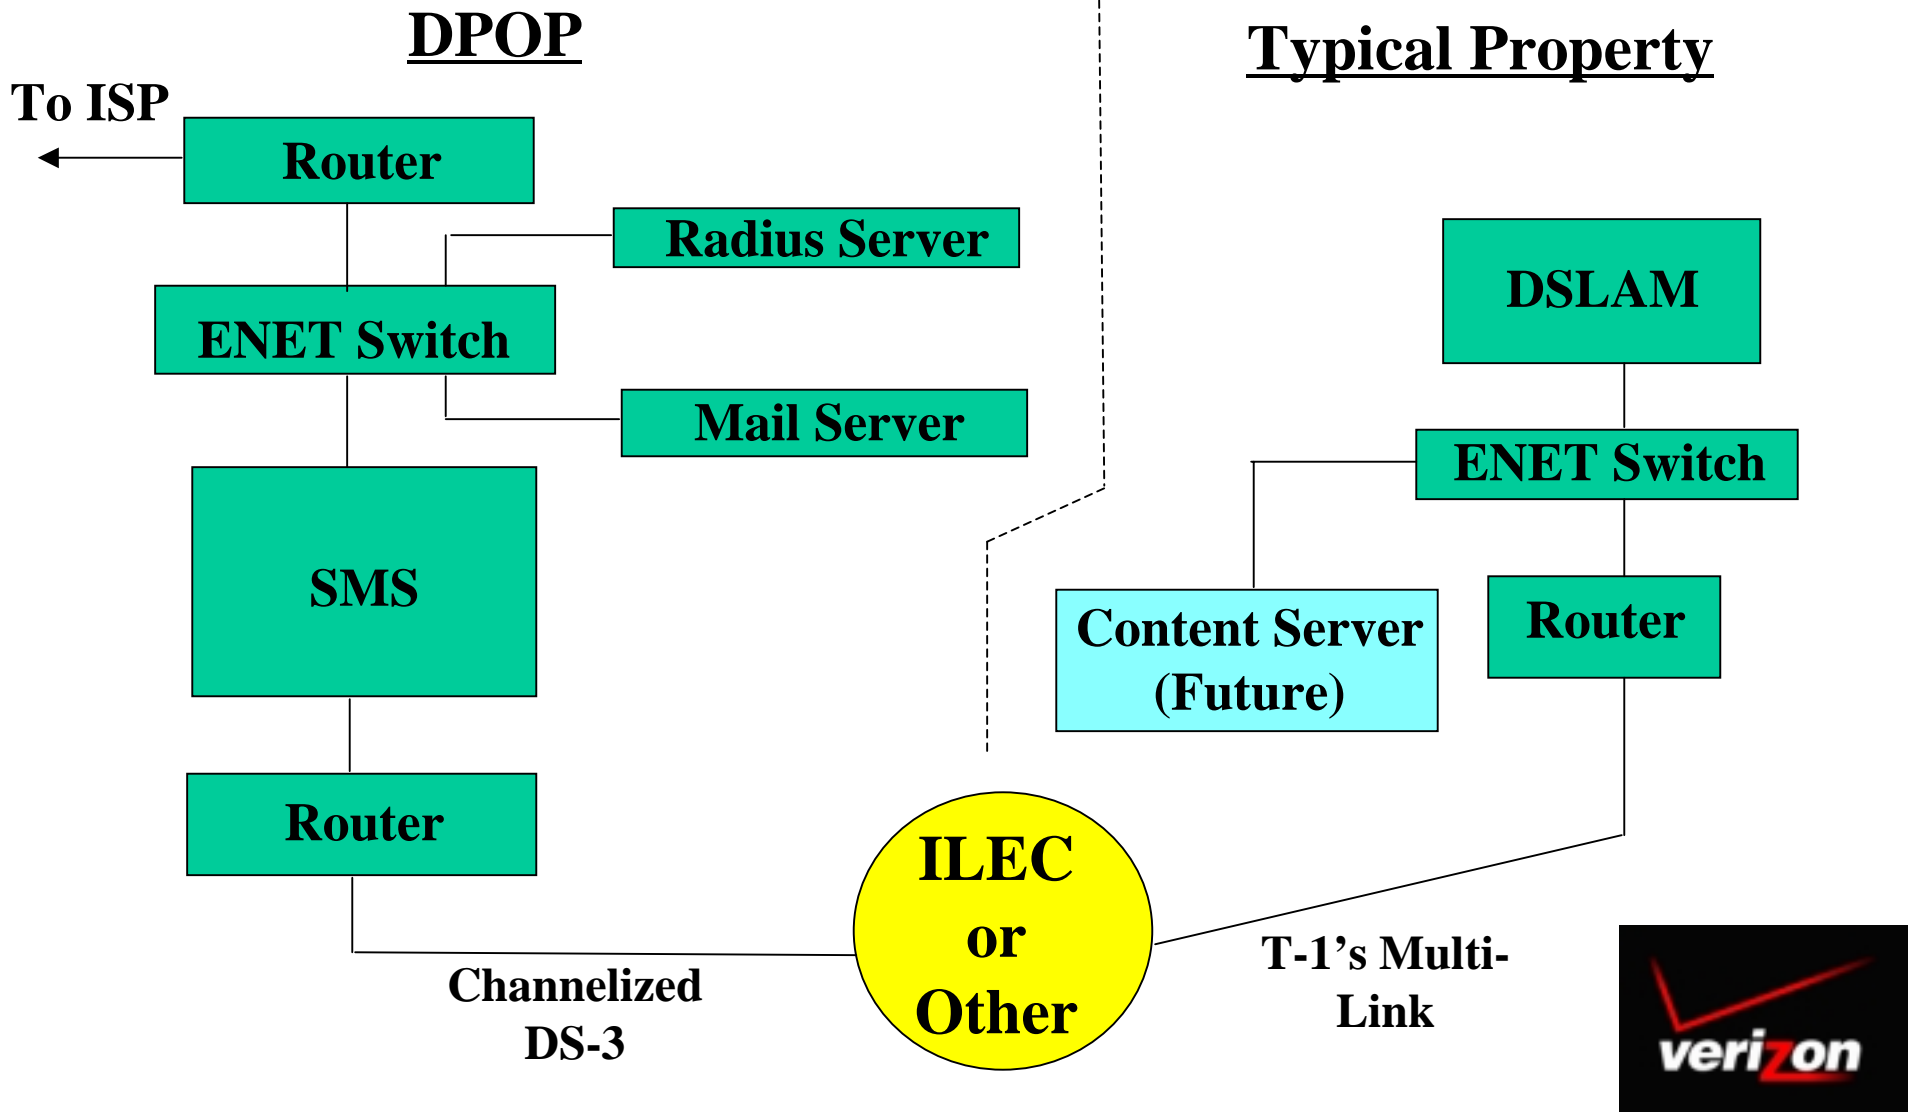 DPOP
Typical Property
To ISP
Router
Radius Server
ENET Switch
Mail Server
SMS
Router
Channelized
DS-3
ILEC
or
Other
DSLAM
ENET Switch
Content Server
(Future)
Router
T-1’s Multi-
Link
verizon